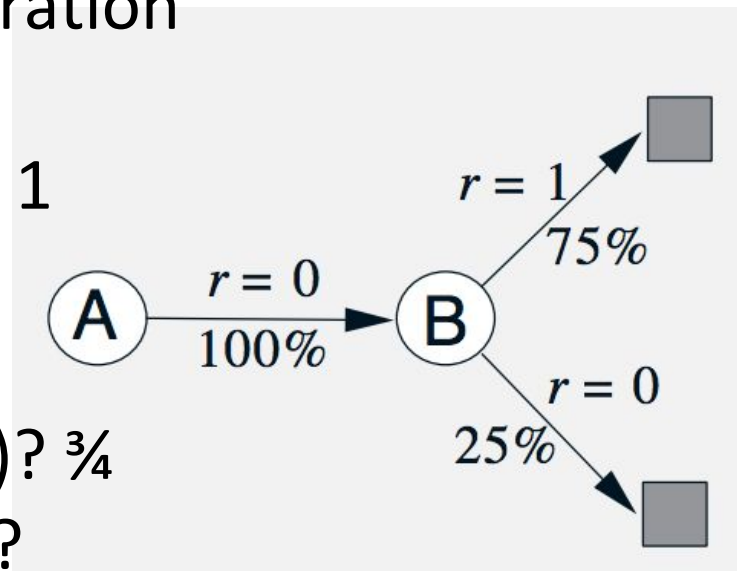 ration
1
r = 1
75%
r = 0
A
100%
B
r = 0
25%
)? ¾
?